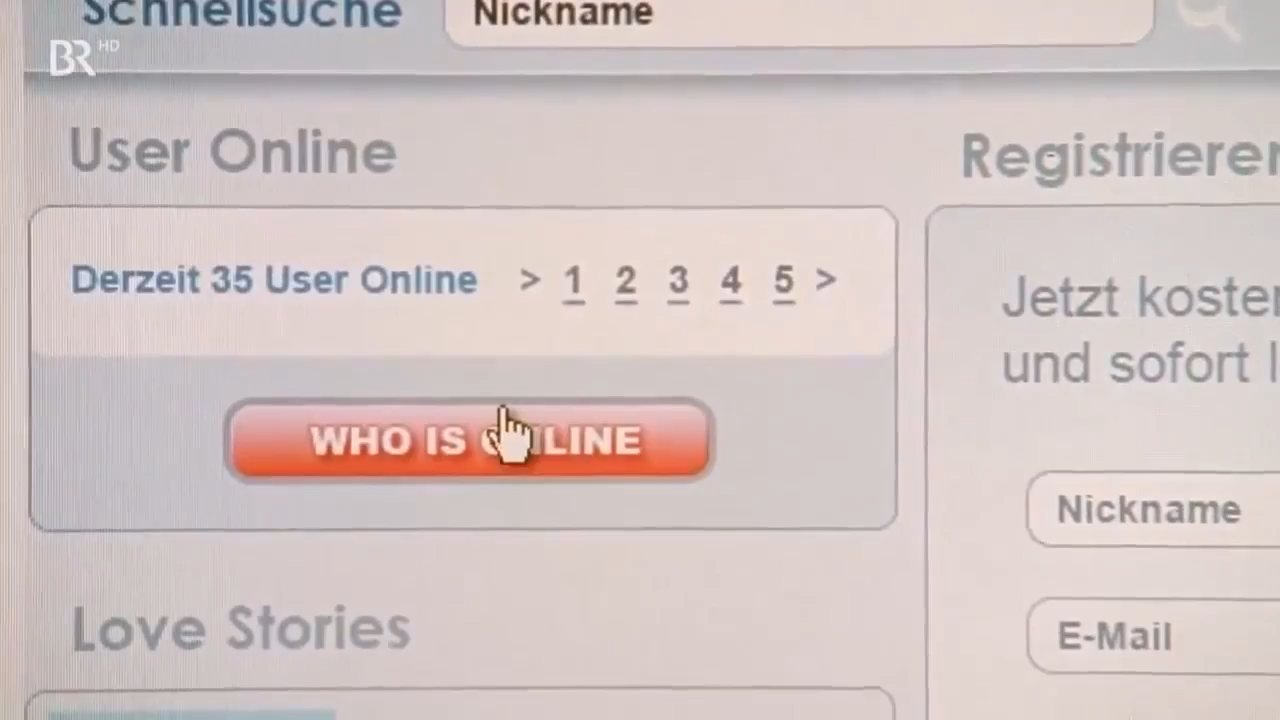 Schnellsuche
Nickname
BR HD
User Online
Derzeit 35 User Online > 1 2 3 4 5 >
WHO IS ONLINE
Love Stories
Registrieren
Jetzt
und sofort
Nickname
E-Mail